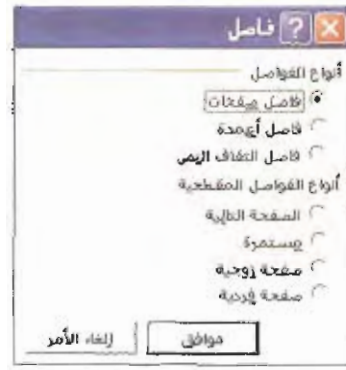 فاصل
أنواع الفواصل
فاصل صفحات
فاصل أعمدة
فاصل التفاف النص
أنواع الفواصل المقطعية
الصفحة التالية
مستمرة
صفحة زوجية
صفحة فردية
موافق
إلغاء الأمر